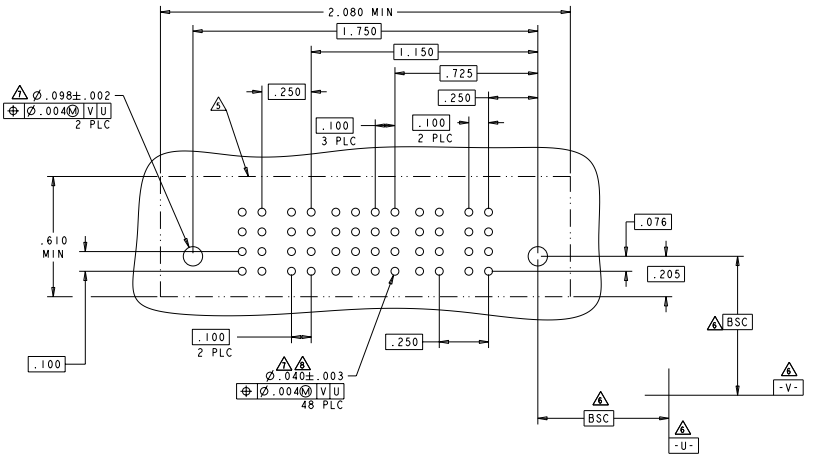 2.080 MIN
1.750
1.150
.725
.250
.250
7 Ø.098±.002
⌖ Ø.004Ⓜ V U
2 PLC
5
.100
3 PLC
.100
2 PLC
.076
.610
MIN
.205
6 BSC
.100
2 PLC
.250
.100
7 8
Ø.040±.003
⌖ Ø.004Ⓜ V U
48 PLC
6
-V-
6
BSC
6
-U-